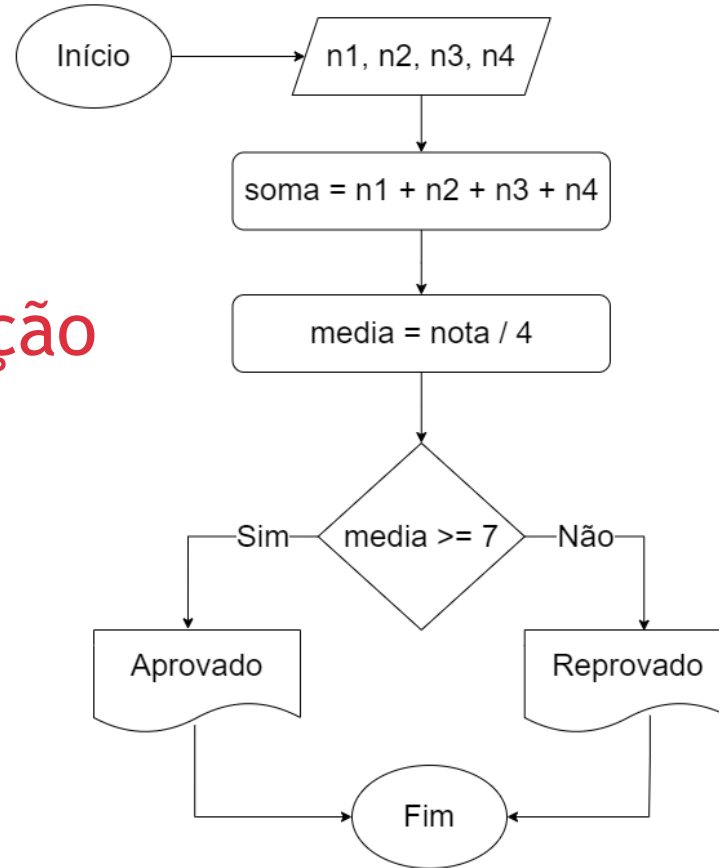 Início
n1, n2, n3, n4
soma = n1 + n2 + n3 + n4
ção
media = nota / 4
Sim
media >= 7
Não
Aprovado
Reprovado
Fim